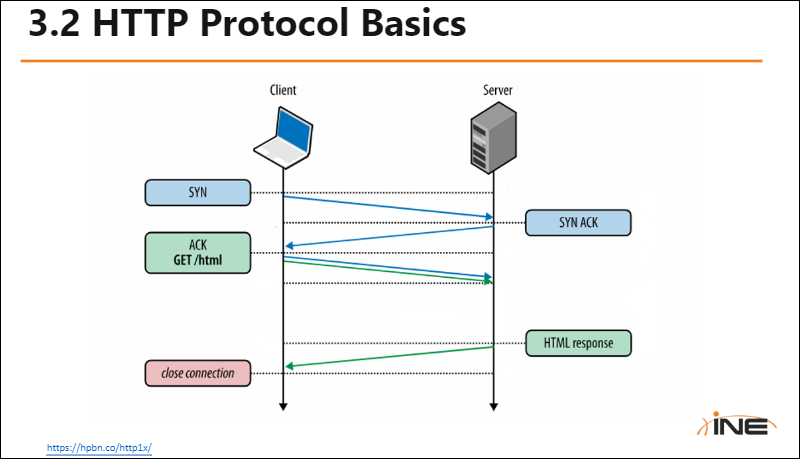 3.2 HTTP Protocol Basics
Client
Server
SYN
SYN ACK
ACK
GET /html
HTML response
close connection
https://hpbn.co/http1x/
INE